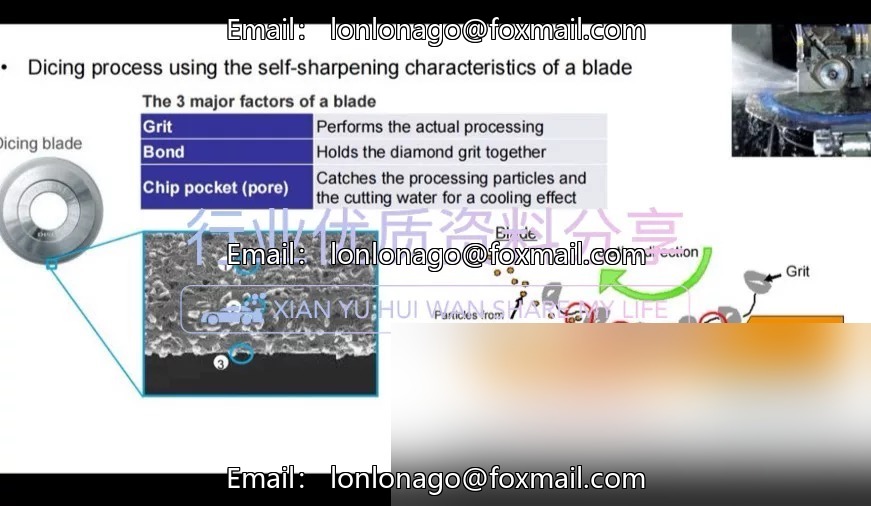 Email： lonlonago@foxmail.com
• Dicing process using the self-sharpening characteristics of a blade
The 3 major factors of a blade
Grit Performs the actual processing
Bond Holds the diamond grit together
Chip pocket (pore) Catches the processing particles and
the cutting water for a cooling effect
Dicing blade
行业优质资料分享
Blade
Email： lonlonago@foxmail.com
direction
Grit
XIAN YU HUI WAN SHARE MY LIFE
Particles from
3
Email： lonlonago@foxmail.com